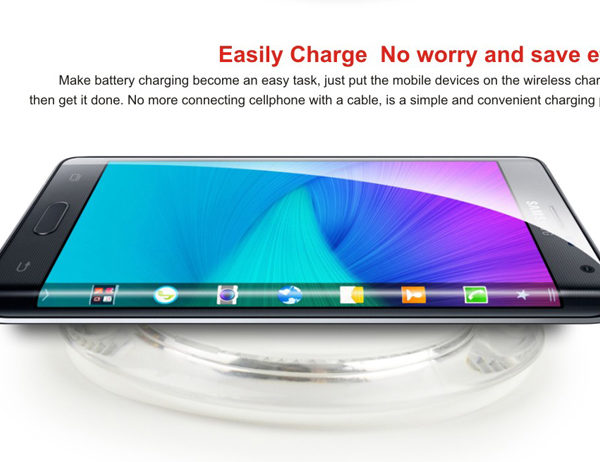 Easily Charge No worry and save e
Make battery charging become an easy task, just put the mobile devices on the wireless char
then get it done. No more connecting cellphone with a cable, is a simple and convenient charging p
SAMSUNG